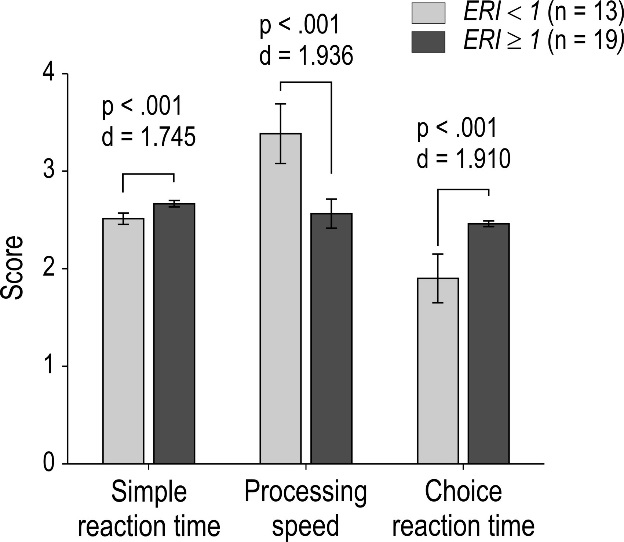 ERI < 1 (n = 13)
ERI ≥ 1 (n = 19)
p < .001
d = 1.936
p < .001
d = 1.745
p < .001
d = 1.910
4
3
2
1
0
Score
Simple
reaction time
Processing
speed
Choice
reaction time